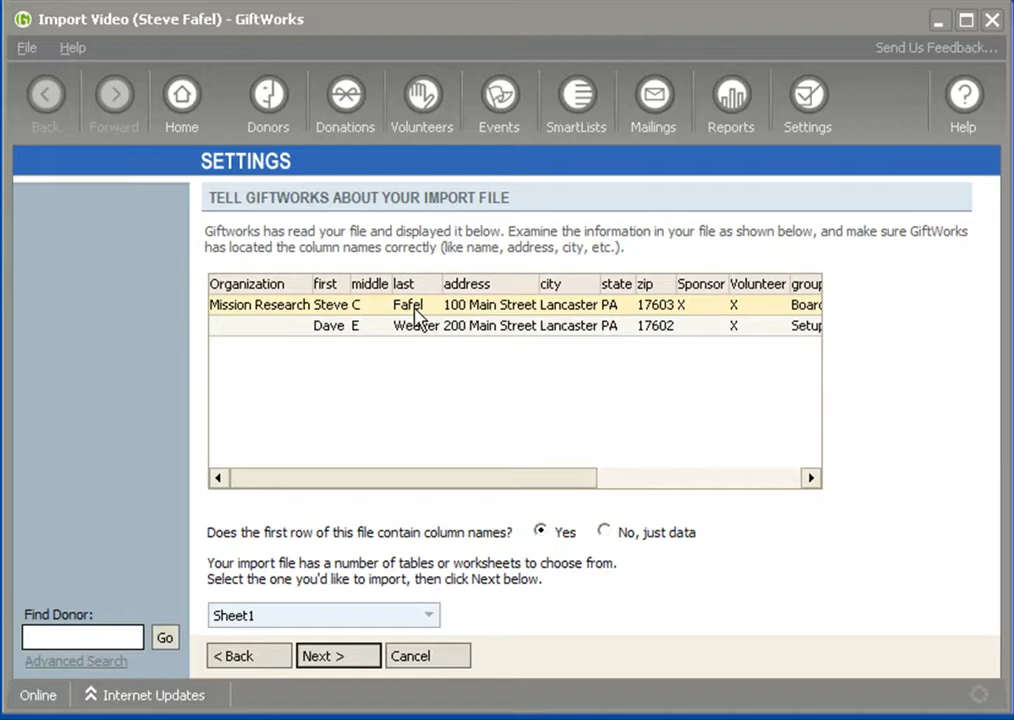 Import Video (Steve Fafel) - GiftWorks
File Help Send Us Feedback...
Back Forward Home Donors Donations Volunteers Events SmartLists Mailings Reports Settings Help
SETTINGS
TELL GIFTWORKS ABOUT YOUR IMPORT FILE
Giftworks has read your file and displayed it below. Examine the information in your file as shown below, and make sure GiftWorks
has located the column names correctly (like name, address, city, etc.).
Organization first middle last address city state zip Sponsor Volunteer group
Mission Research Steve C Fafel 100 Main Street Lancaster PA 17603 X X Board
Dave E Weaver 200 Main Street Lancaster PA 17602 X Setup
Does the first row of this file contain column names? Yes No, just data
Your import file has a number of tables or worksheets to choose from.
Select the one you'd like to import, then click Next below.
Sheet1
Find Donor:
Go
Advanced Search
< Back Next > Cancel
Online Internet Updates